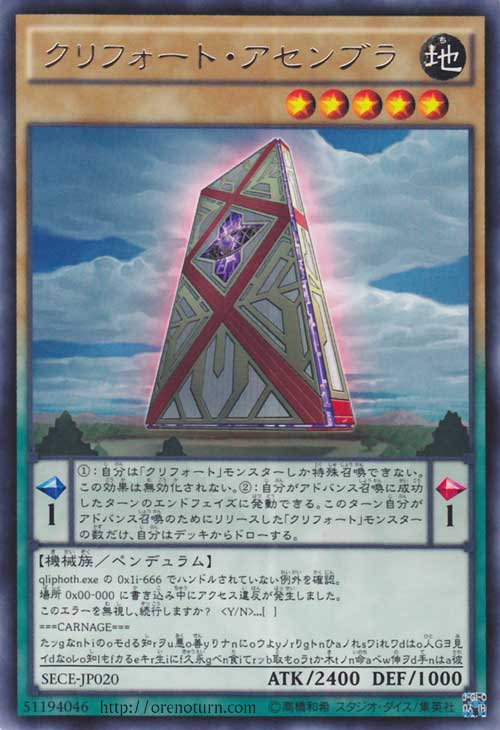 クリフォート・アセンブラ
地
①：自分は「クリフォート」モンスターしか特殊召喚できない。
この効果は無効化されない。②：自分がアドバンス召喚に成功
したターンのエンドフェイズに発動できる。このターン自分が
アドバンス召喚のためにリリースした「クリフォート」モンスター
の数だけ、自分はデッキからドローする。
1
1
【機械族／ペンデュラム】
qliphoth.exe の 0x1i-666 でハンドルされていない例外を確認。
場所 0x00-000 に書き込み中にアクセス違反が発生しました。
このエラーを無視し、続行しますか? <Y/N>...[ ]
===CARNAGE===
SECE-JP020
ATK/2400
DEF/1000
51194046
http://orenoturn.com
©高橋和希 スタジオ・ダイス/集英社